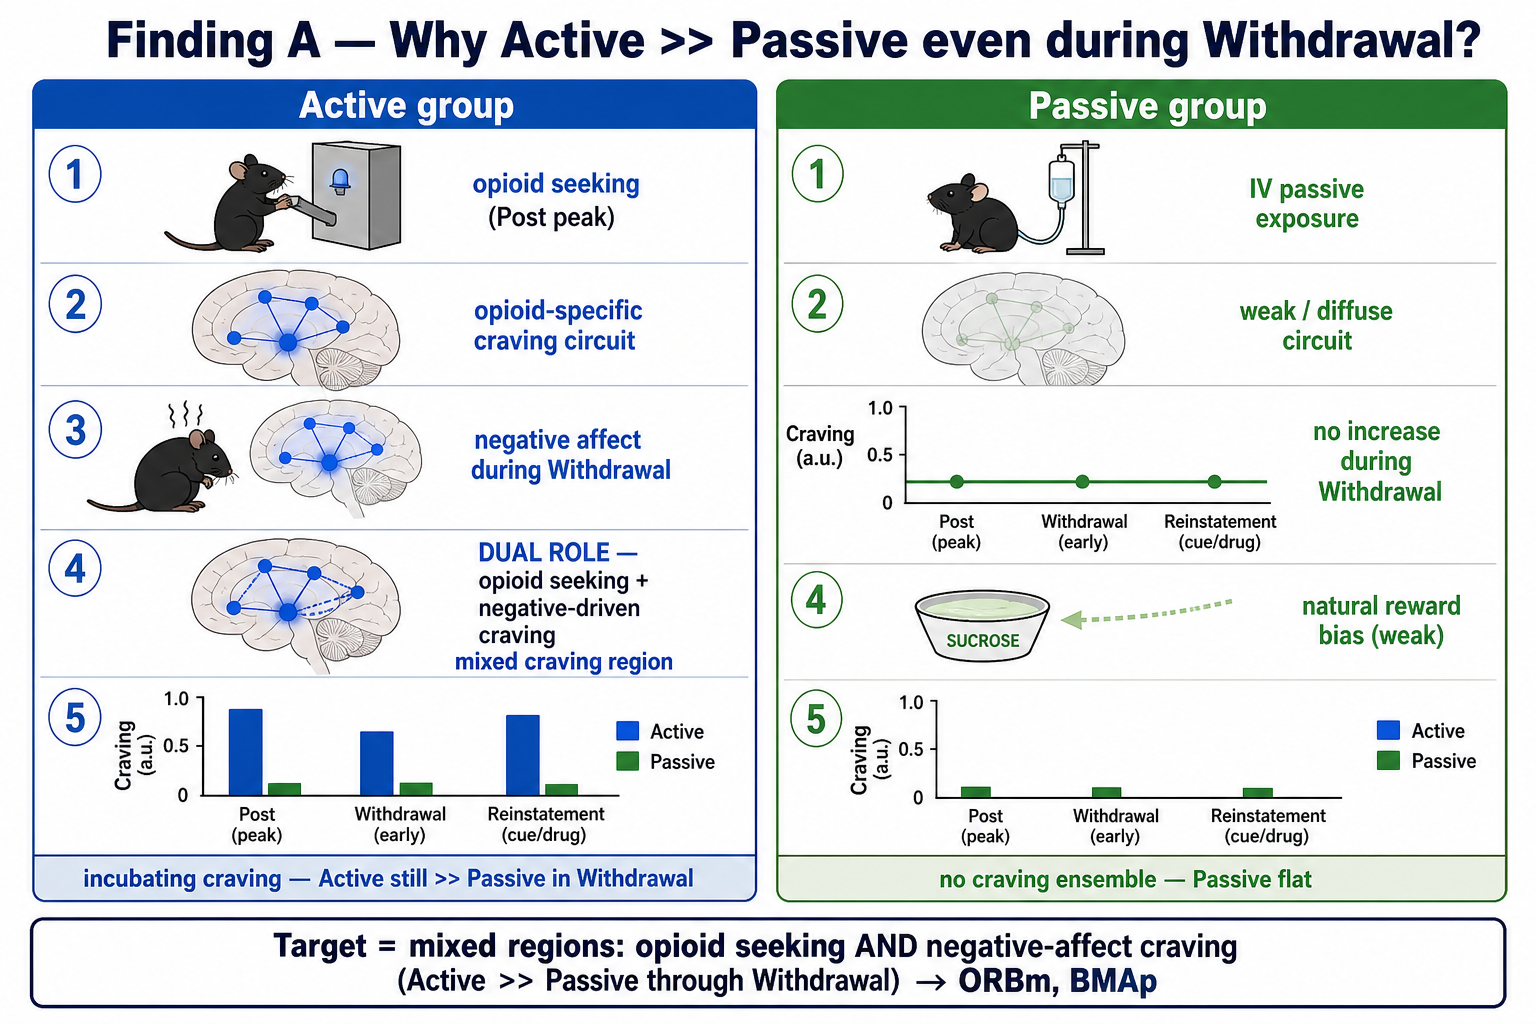 Finding A — Why Active >> Passive even during Withdrawal?
Active group
1
opioid seeking
(Post peak)
2
opioid-specific
craving circuit
3
negative affect
during Withdrawal
4
DUAL ROLE —
opioid seeking +
negative-driven
craving
mixed craving region
5
Craving
(a.u.)
1.0
0.5
0
Post
(peak)
Withdrawal
(early)
Reinstatement
(cue/drug)
Active
Passive
incubating craving — Active still >> Passive in Withdrawal
Passive group
1
IV passive
exposure
2
weak / diffuse
circuit
3
Craving
(a.u.)
1.0
0.5
0
Post
(peak)
Withdrawal
(early)
Reinstatement
(cue/drug)
no increase
during
Withdrawal
4
SUCROSE
natural reward
bias (weak)
5
Craving
(a.u.)
1.0
0.5
0
Post
(peak)
Withdrawal
(early)
Reinstatement
(cue/drug)
Active
Passive
no craving ensemble — Passive flat
Target = mixed regions: opioid seeking AND negative-affect craving
(Active >> Passive through Withdrawal) → ORBm, BMAp